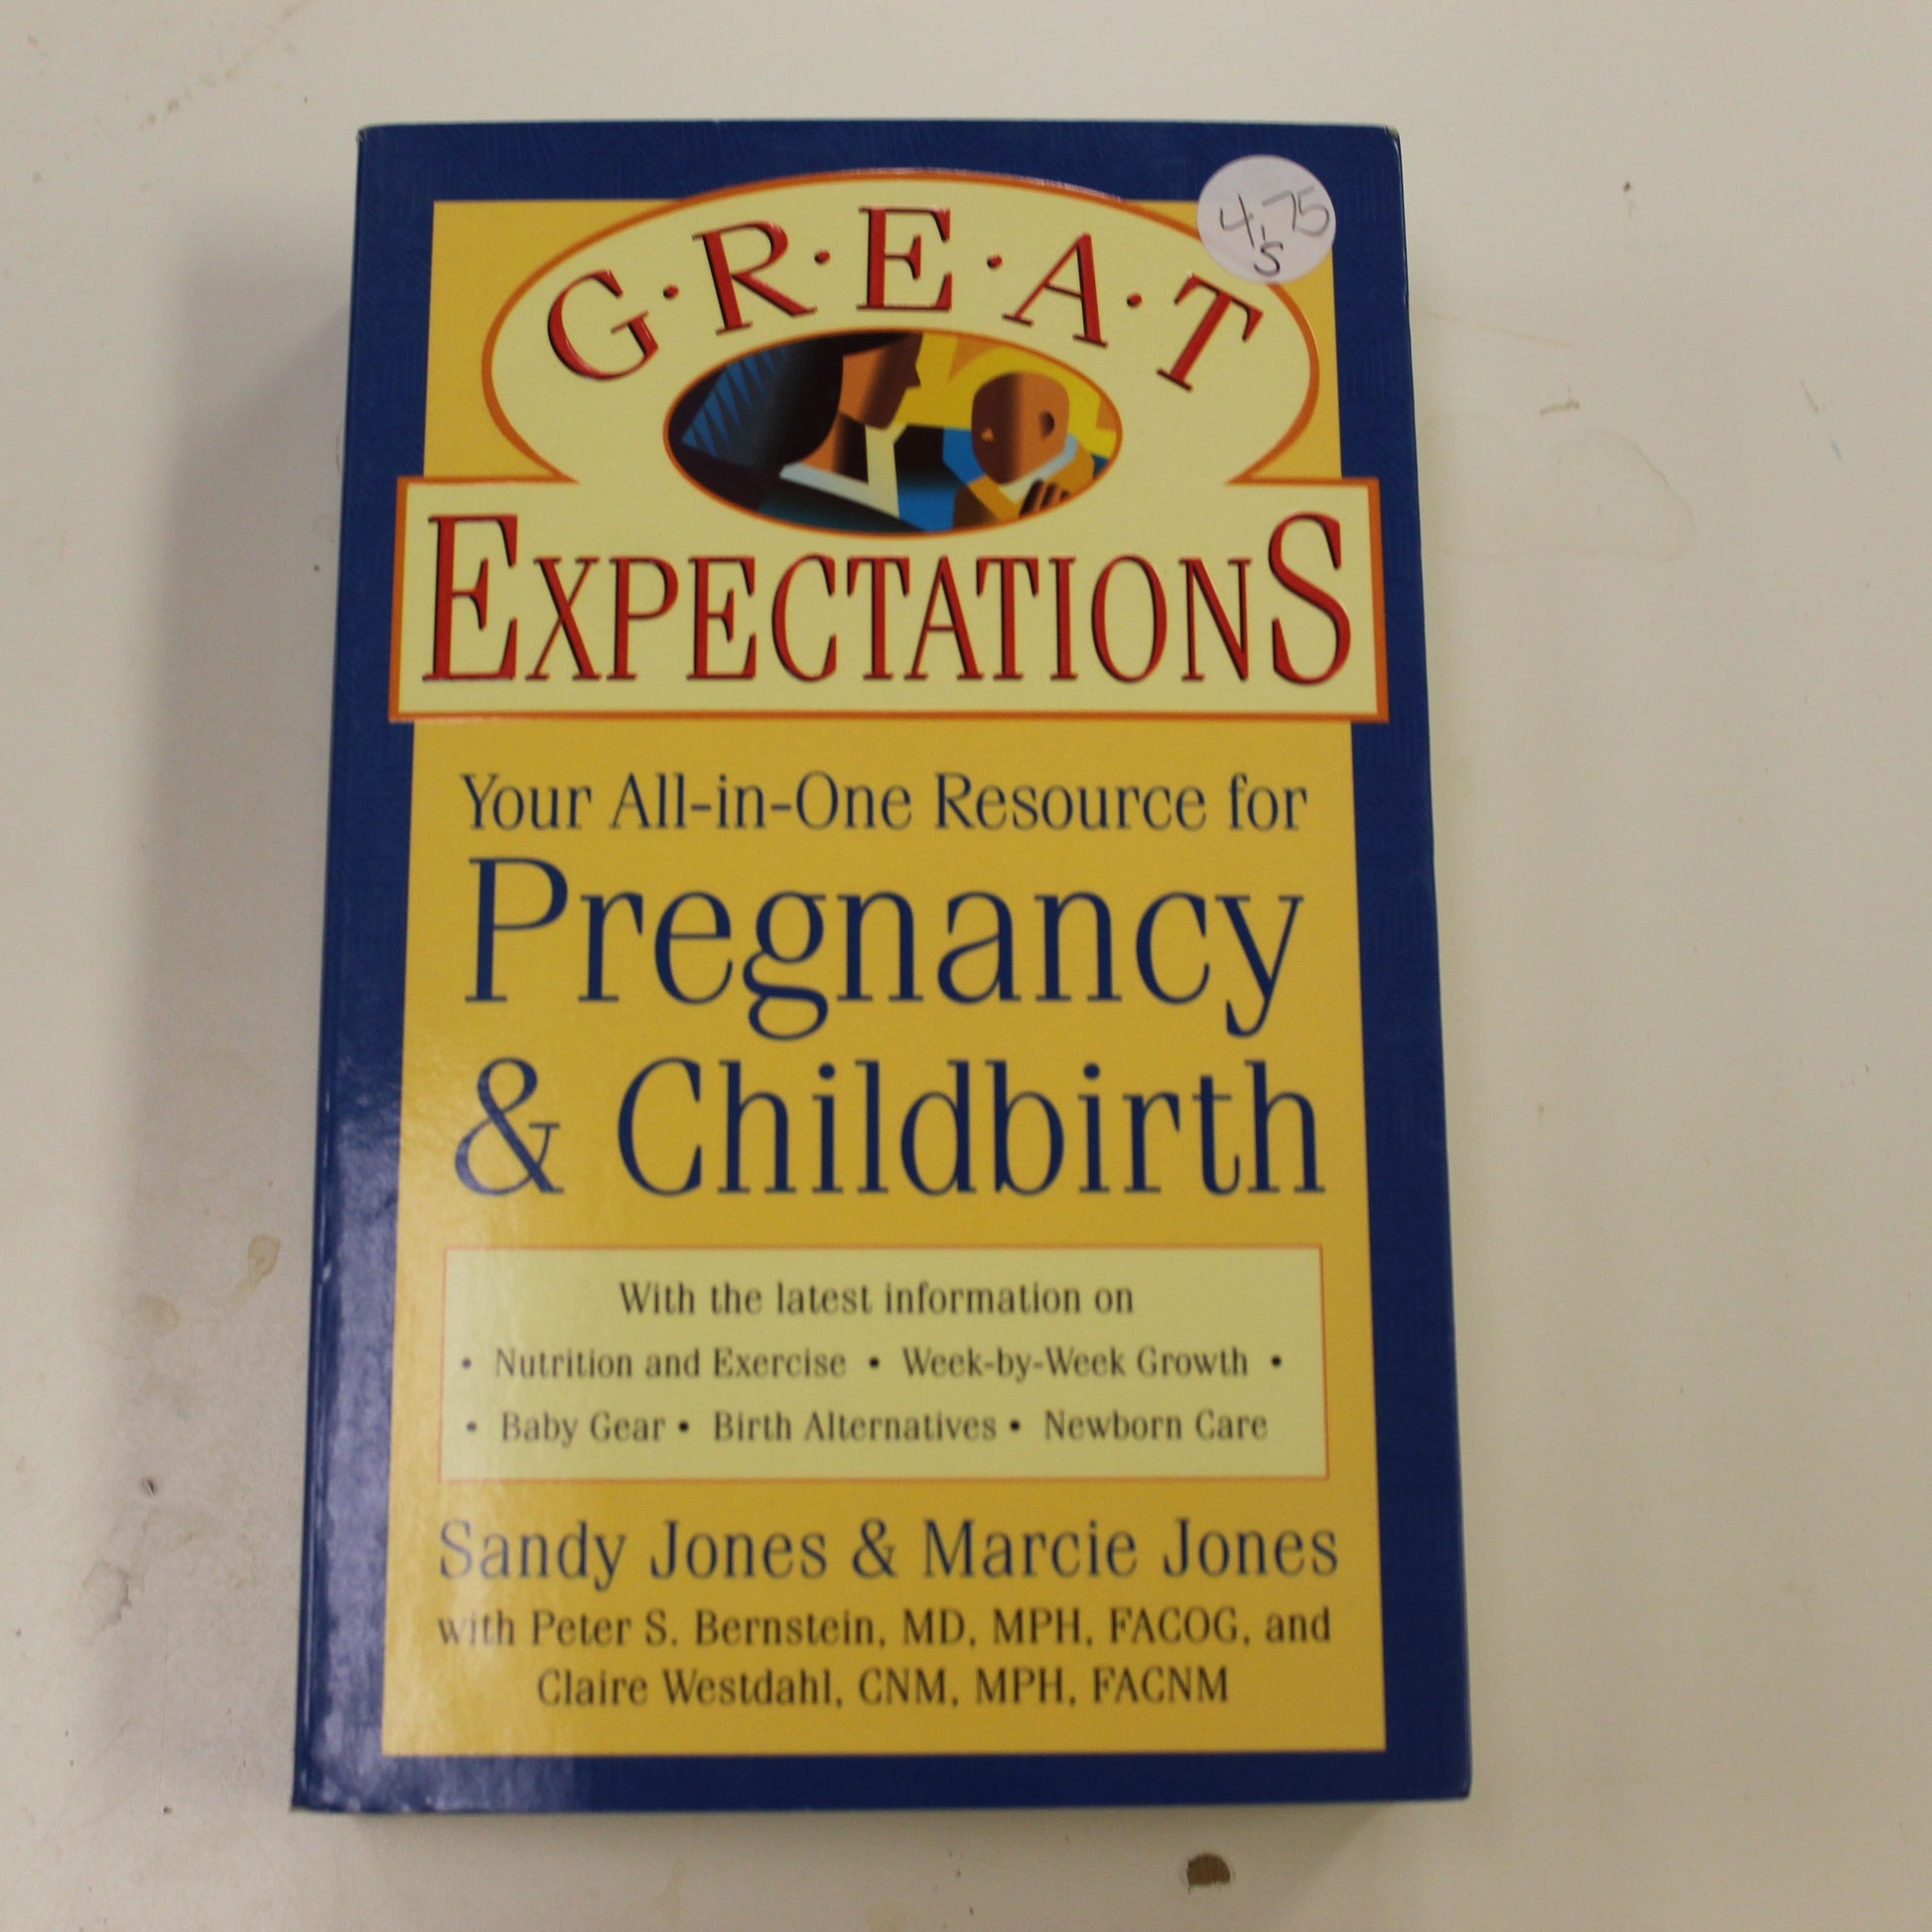 4.75
's
G·R·E·A·T
EXPECTATIONS
Your All-in-One Resource for
Pregnancy
& Childbirth
With the latest information on
• Nutrition and Exercise • Week-by-Week Growth •
• Baby Gear • Birth Alternatives • Newborn Care
Sandy Jones & Marcie Jones
with Peter S. Bernstein, MD, MPH, FACOG, and
Claire Westdahl, CNM, MPH, FACNM